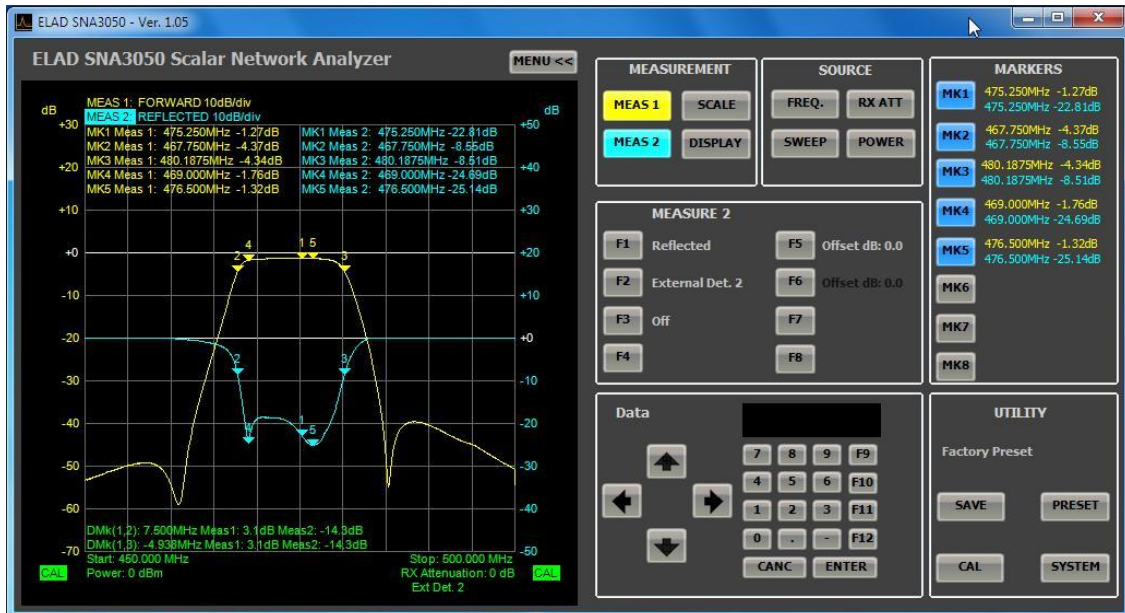 ELAD SNA3050 - Ver. 1.05
ELAD SNA3050 Scalar Network Analyzer
MENU <<
dB
MEAS 1: FORWARD 10dB/div
MEAS 2: REFLECTED 10dB/div
dB
MK1 Meas 1: 475.250MHz -1.27dB
MK2 Meas 1: 467.750MHz -4.37dB
MK3 Meas 1: 480.1875MHz -4.34dB
MK4 Meas 1: 469.000MHz -1.76dB
MK5 Meas 1: 476.500MHz -1.32dB
MK1 Meas 2: 475.250MHz -22.81dB
MK2 Meas 2: 467.750MHz -8.55dB
MK3 Meas 2: 480.1875MHz -8.51dB
MK4 Meas 2: 469.000MHz -24.69dB
MK5 Meas 2: 476.500MHz -25.14dB
+30
+20
+10
+0
-10
-20
-30
-40
-50
-60
-70
+50
+40
+30
+20
+10
+0
-10
-20
-30
-40
-50
2
4
1
5
3
2
4
1
5
3
DMk(1,2): 7.500MHz Meas1: 3.1dB Meas2: -14.3dB
DMk(1,3): -4.938MHz Meas1: 3.1dB Meas2: -14.3dB
Start: 450.000 MHz
Stop: 500.000 MHz
CAL
Power: 0 dBm
RX Attenuation: 0 dB
CAL
Ext Det. 2
MEASUREMENT
MEAS 1
SCALE
MEAS 2
DISPLAY
SOURCE
FREQ.
RX ATT
SWEEP
POWER
MEASURE 2
F1 Reflected
F5 Offset dB: 0.0
F2 External Det. 2
F6 Offset dB: 0.0
F3 Off
F7
F4
F8
MARKERS
MK1 475.250MHz -1.27dB
475.250MHz -22.81dB
MK2 467.750MHz -4.37dB
467.750MHz -8.55dB
MK3 480.1875MHz -4.34dB
480.1875MHz -8.51dB
MK4 469.000MHz -1.76dB
469.000MHz -24.69dB
MK5 476.500MHz -1.32dB
476.500MHz -25.14dB
MK6
MK7
MK8
Data
7 8 9 F9
4 5 6 F10
1 2 3 F11
0 . - F12
CANC ENTER
UTILITY
Factory Preset
SAVE
PRESET
CAL
SYSTEM